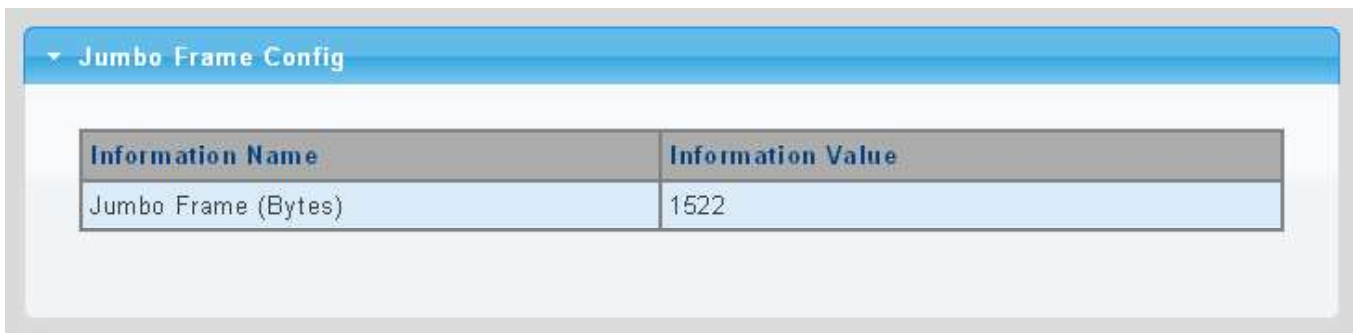 Jumbo Frame Config
Information Name Information Value
Jumbo Frame (Bytes) 1522